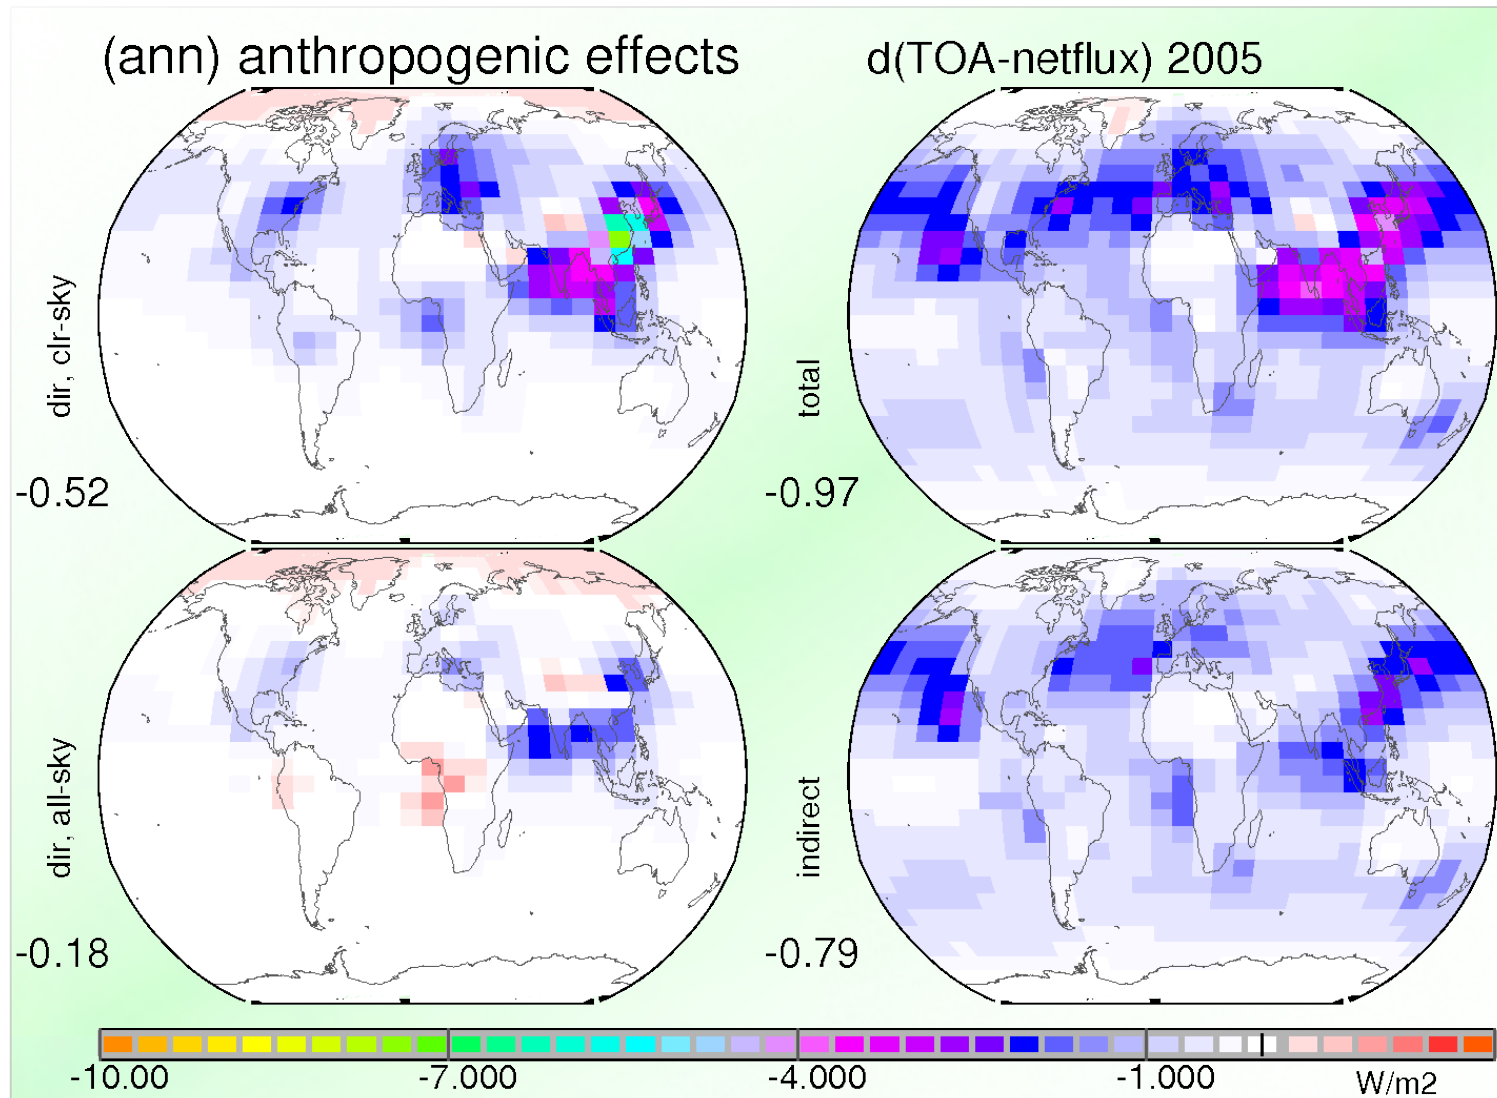 (ann) anthropogenic effects
d(TOA-netflux) 2005
dir, clr-sky
-0.52
total
-0.97
dir, all-sky
-0.18
indirect
-0.79
-10.00 -7.000 -4.000 -1.000 W/m2